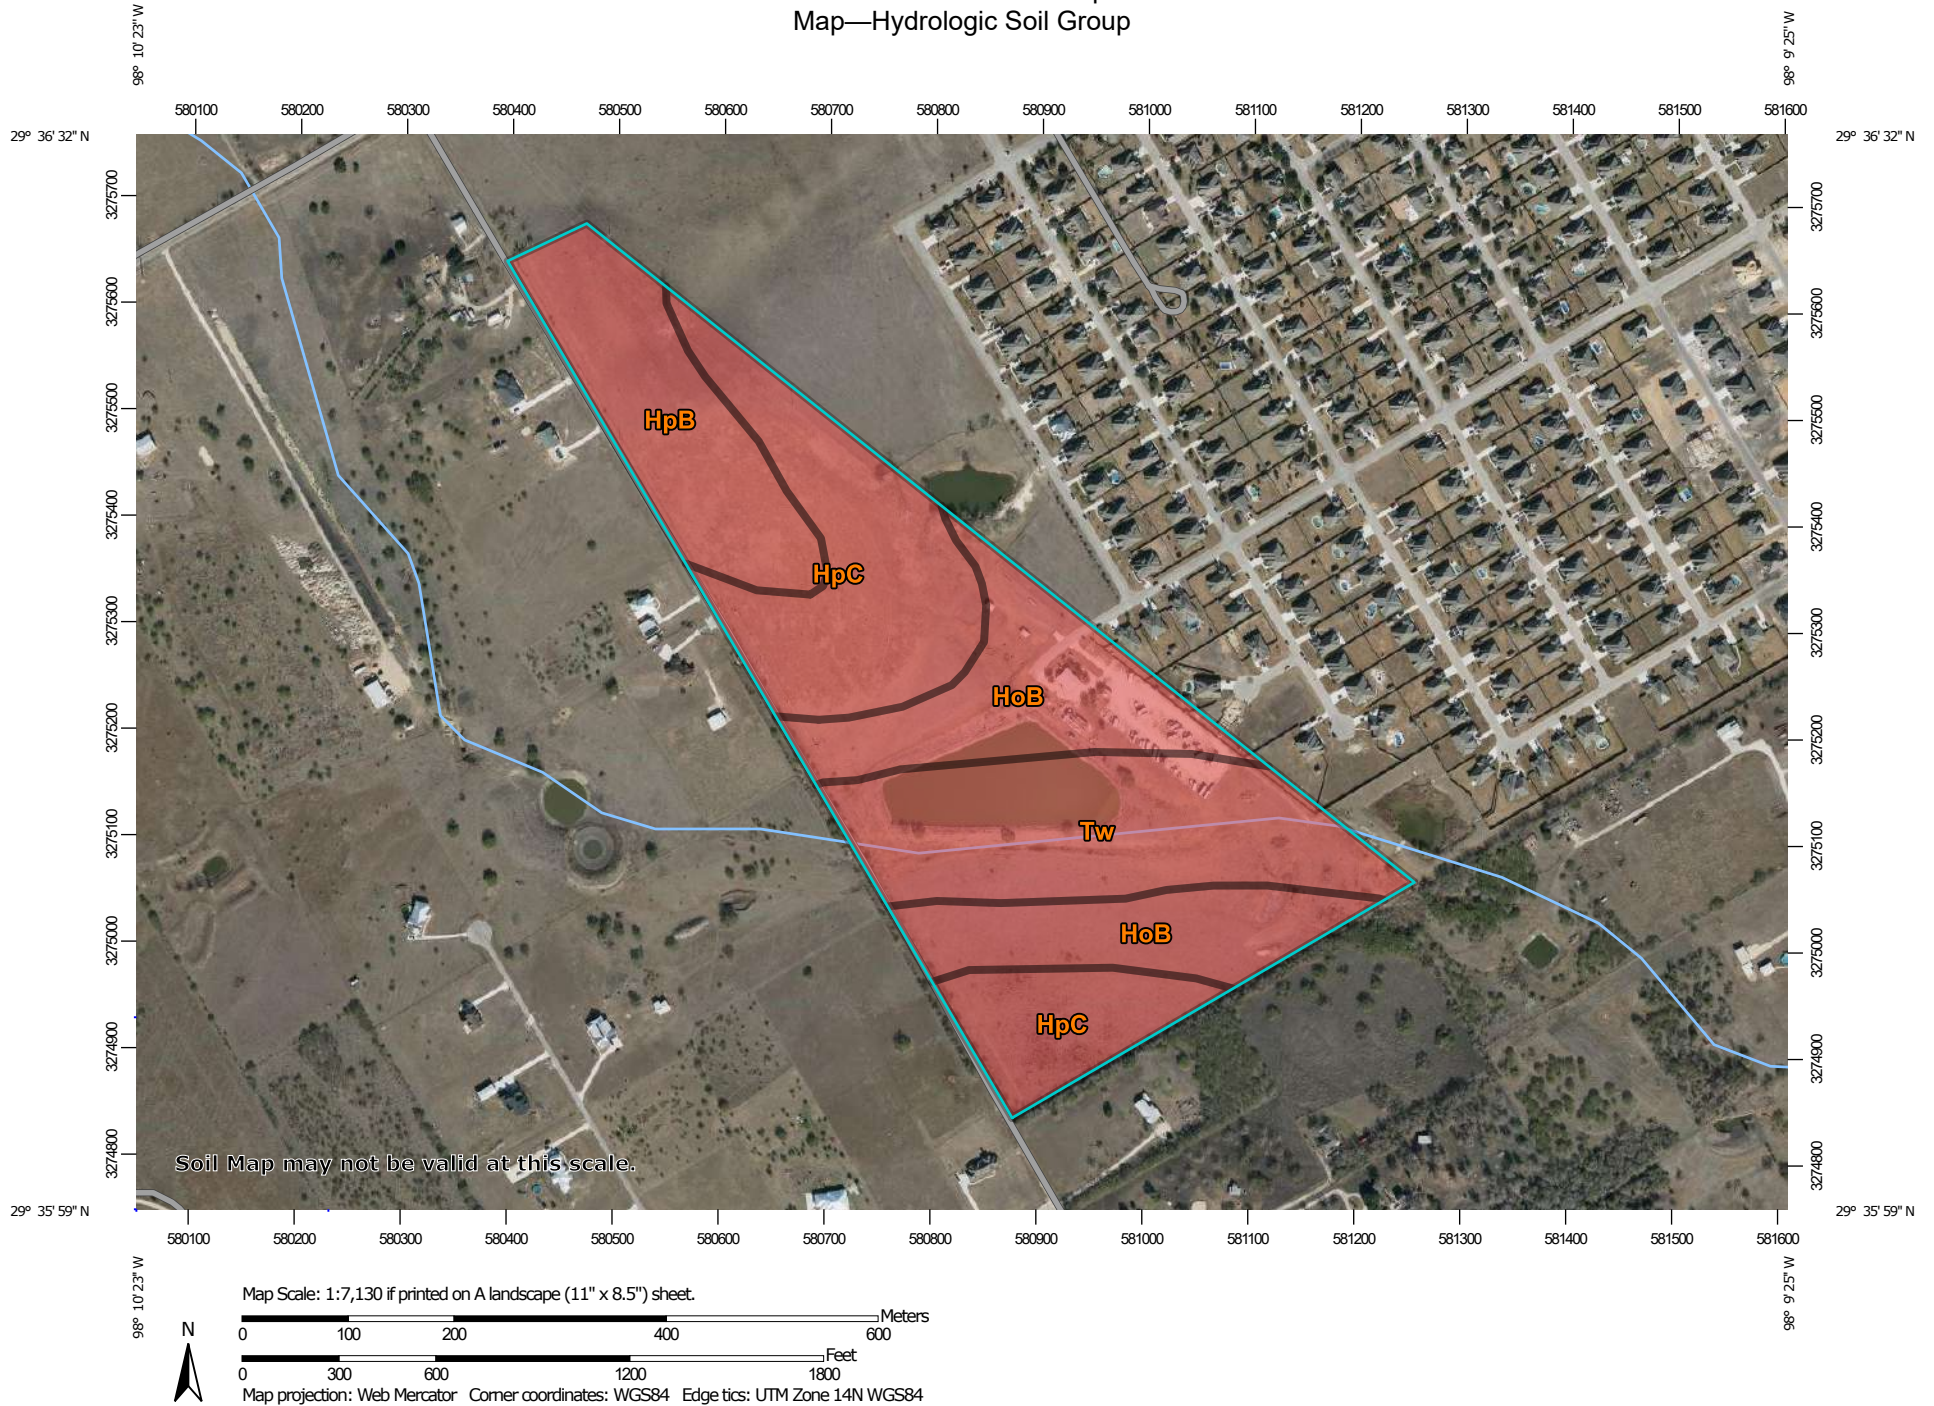 Map—Hydrologic Soil Group
98° 10' 23" W
98° 9' 25" W
580100 580200 580300 580400 580500 580600 580700 580800 580900 581000 581100 581200 581300 581400 581500 581600
29° 36' 32" N
29° 36' 32" N
3275700
3275600
3275500
3275400
3275300
3275200
3275100
3275000
3274900
3274800
3275700
3275600
3275500
3275400
3275300
3275200
3275100
3275000
3274900
3274800
HpB
HpC
HoB
Tw
HoB
HpC
Soil Map may not be valid at this scale.
29° 35' 59" N
29° 35' 59" N
580100 580200 580300 580400 580500 580600 580700 580800 580900 581000 581100 581200 581300 581400 581500 581600
98° 10' 23" W
98° 9' 25" W
Map Scale: 1:7,130 if printed on A landscape (11" x 8.5") sheet.
Meters
0 100 200 400 600
N
Feet
0 300 600 1200 1800
Map projection: Web Mercator Corner coordinates: WGS84 Edge tics: UTM Zone 14N WGS84